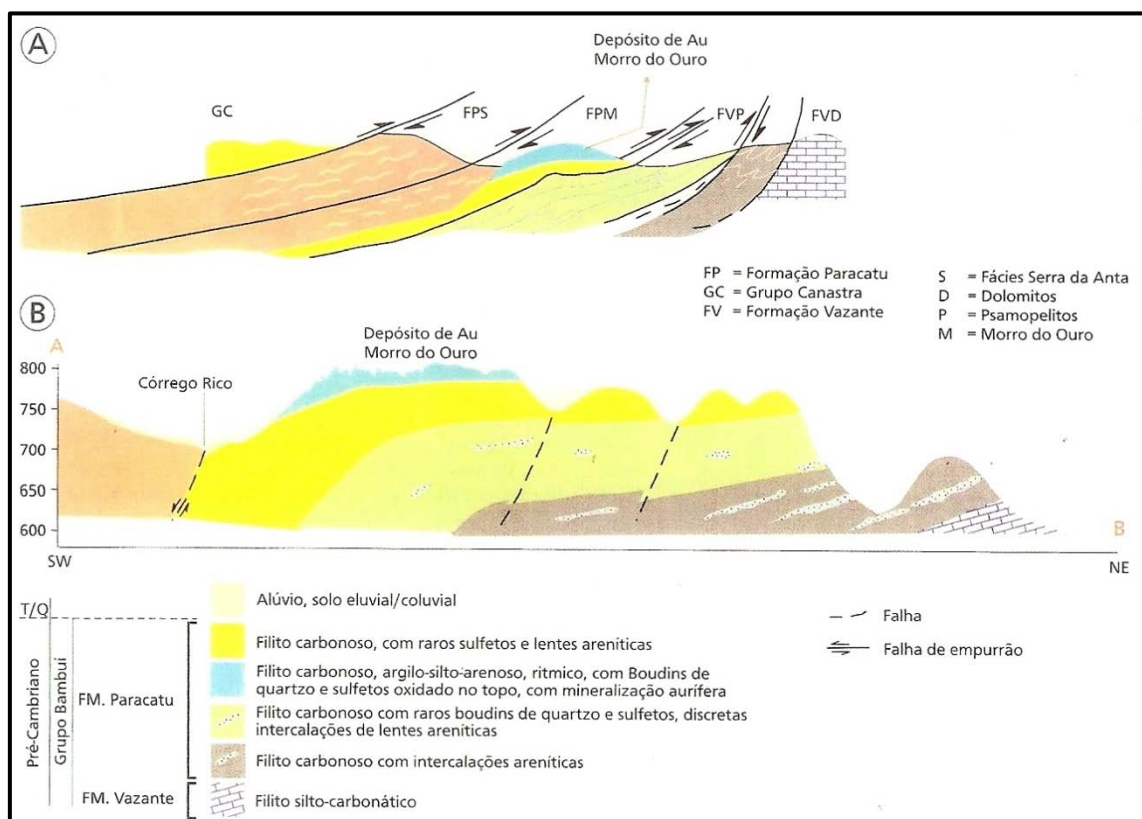 A
Depósito de Au
Morro do Ouro
GC
FPS
FPM
FVP
FVD
FP = Formação Paracatu
GC = Grupo Canastra
FV = Formação Vazante
S = Fácies Serra da Anta
D = Dolomitos
P = Psamopelitos
M = Morro do Ouro
B
Depósito de Au
Morro do Ouro
A
Córrego Rico
800
750
700
650
600
B
SW
NE
T/Q
Pré-Cambriano
Grupo Bambuí
FM. Paracatu
FM. Vazante
Alúvio, solo eluvial/coluvial
Filito carbonoso, com raros sulfetos e lentes areníticas
Filito carbonoso, argilo-silto-arenoso, ritmico, com Boudins de
quartzo e sulfetos oxidado no topo, com mineralização aurífera
Filito carbonoso com raros boudins de quartzo e sulfetos, discretas
intercalações de lentes areníticas
Filito carbonoso com intercalações areníticas
Filito silto-carbonático
Falha
Falha de empurrão